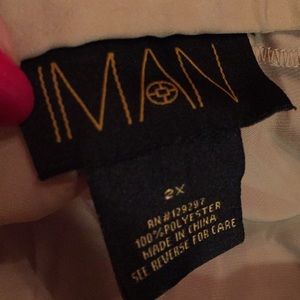 IMAN
2X
RN#129297
100%POLYESTER
MADE IN CHINA
SEE REVERSE FOR CARE